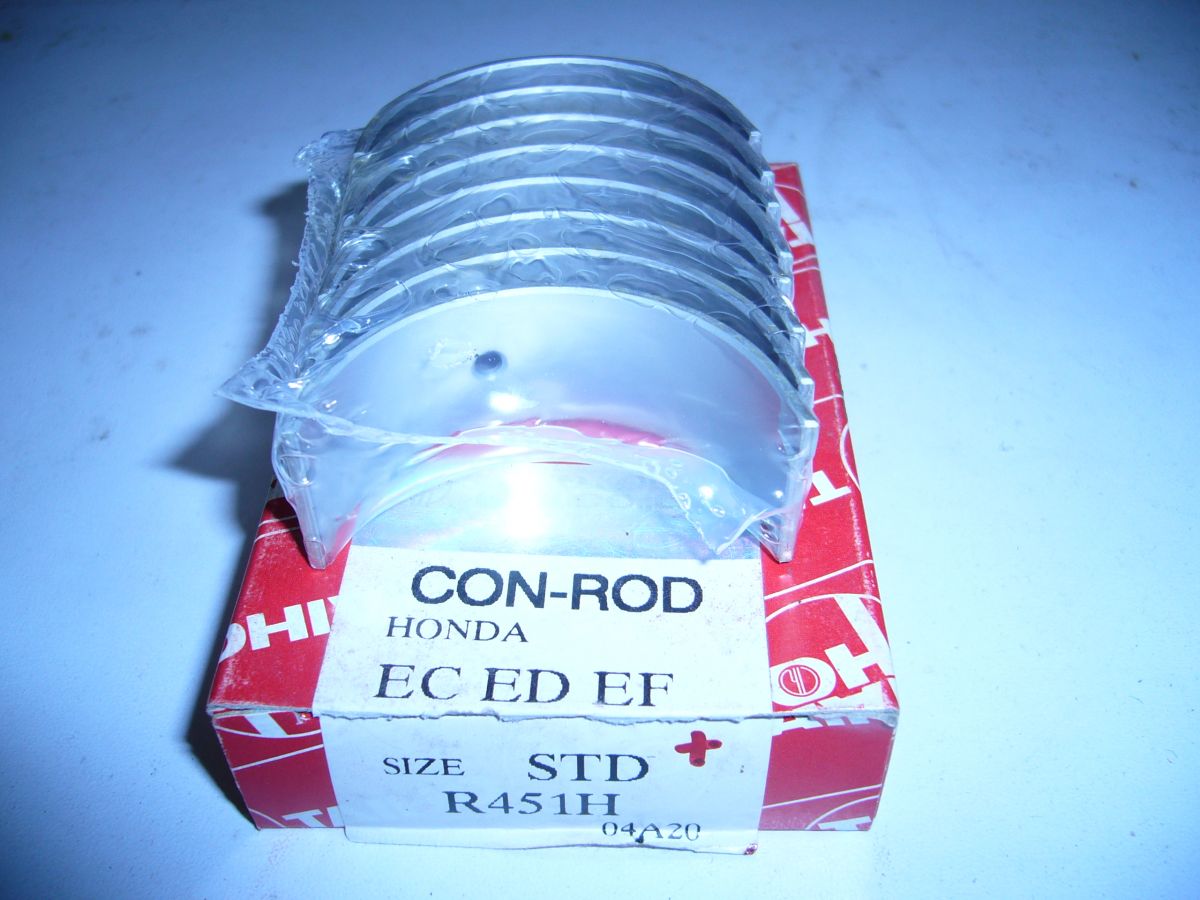 CON-ROD
HONDA
EC ED EF
SIZE STD
R451H
04A20